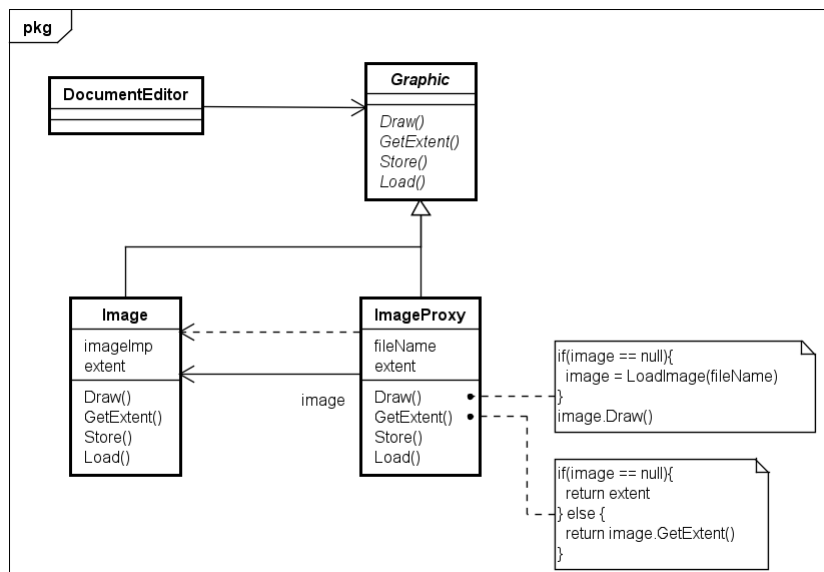 pkg
DocumentEditor
Graphic
Draw()
GetExtent()
Store()
Load()
Image
imageImp
extent
Draw()
GetExtent()
Store()
Load()
image
ImageProxy
fileName
extent
Draw()
GetExtent()
Store()
Load()
if(image == null){
image = LoadImage(fileName)
}
image.Draw()
if(image == null){
return extent
} else {
return image.GetExtent()
}